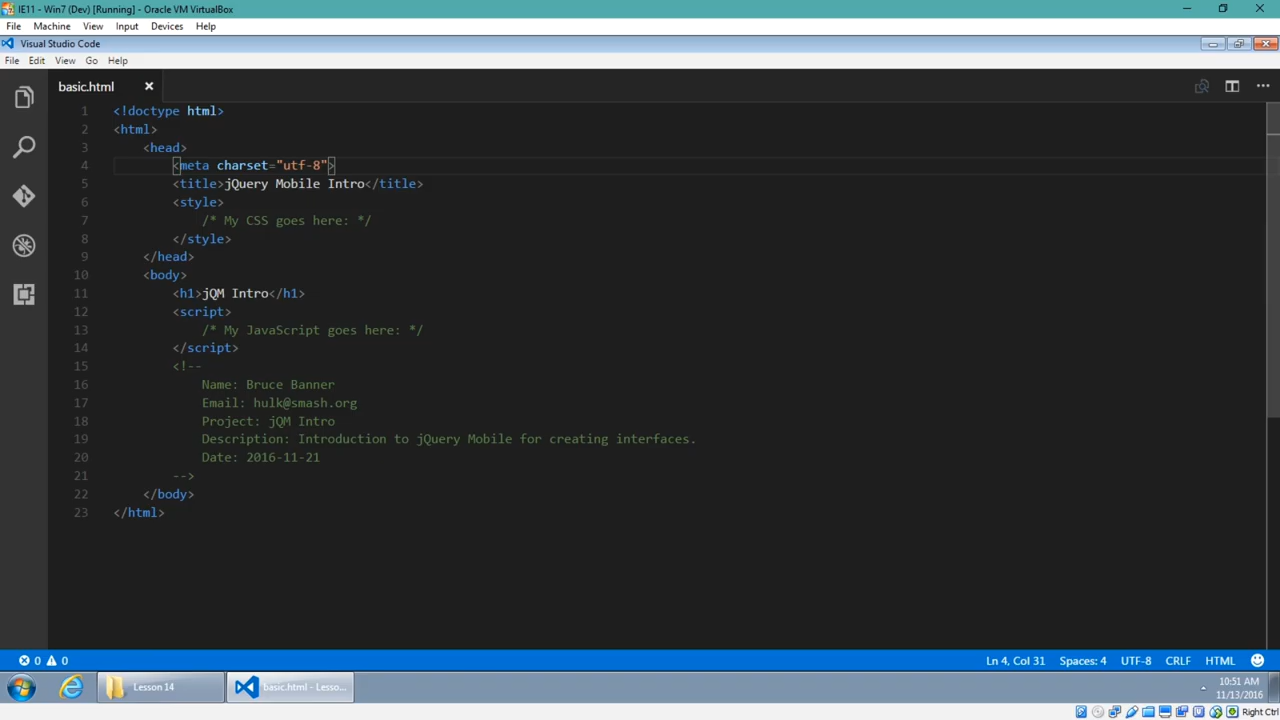 IE11 - Win7 (Dev) [Running] - Oracle VM VirtualBox
File Machine View Input Devices Help
Visual Studio Code
File Edit View Go Help
basic.html
1 <!doctype html>
2 <html>
3 <head>
4 <meta charset="utf-8">
5 <title>jQuery Mobile Intro</title>
6 <style>
7 /* My CSS goes here: */
8 </style>
9 </head>
10 <body>
11 <h1>jQM Intro</h1>
12 <script>
13 /* My JavaScript goes here: */
14 </script>
15 <!--
16 Name: Bruce Banner
17 Email: hulk@smash.org
18 Project: jQM Intro
19 Description: Introduction to jQuery Mobile for creating interfaces.
20 Date: 2016-11-21
21 -->
22 </body>
23 </html>
0 0 Ln 4, Col 31 Spaces: 4 UTF-8 CRLF HTML
Lesson 14 basic.html - Lesso...
10:51 AM
11/13/2016
Right Ctrl